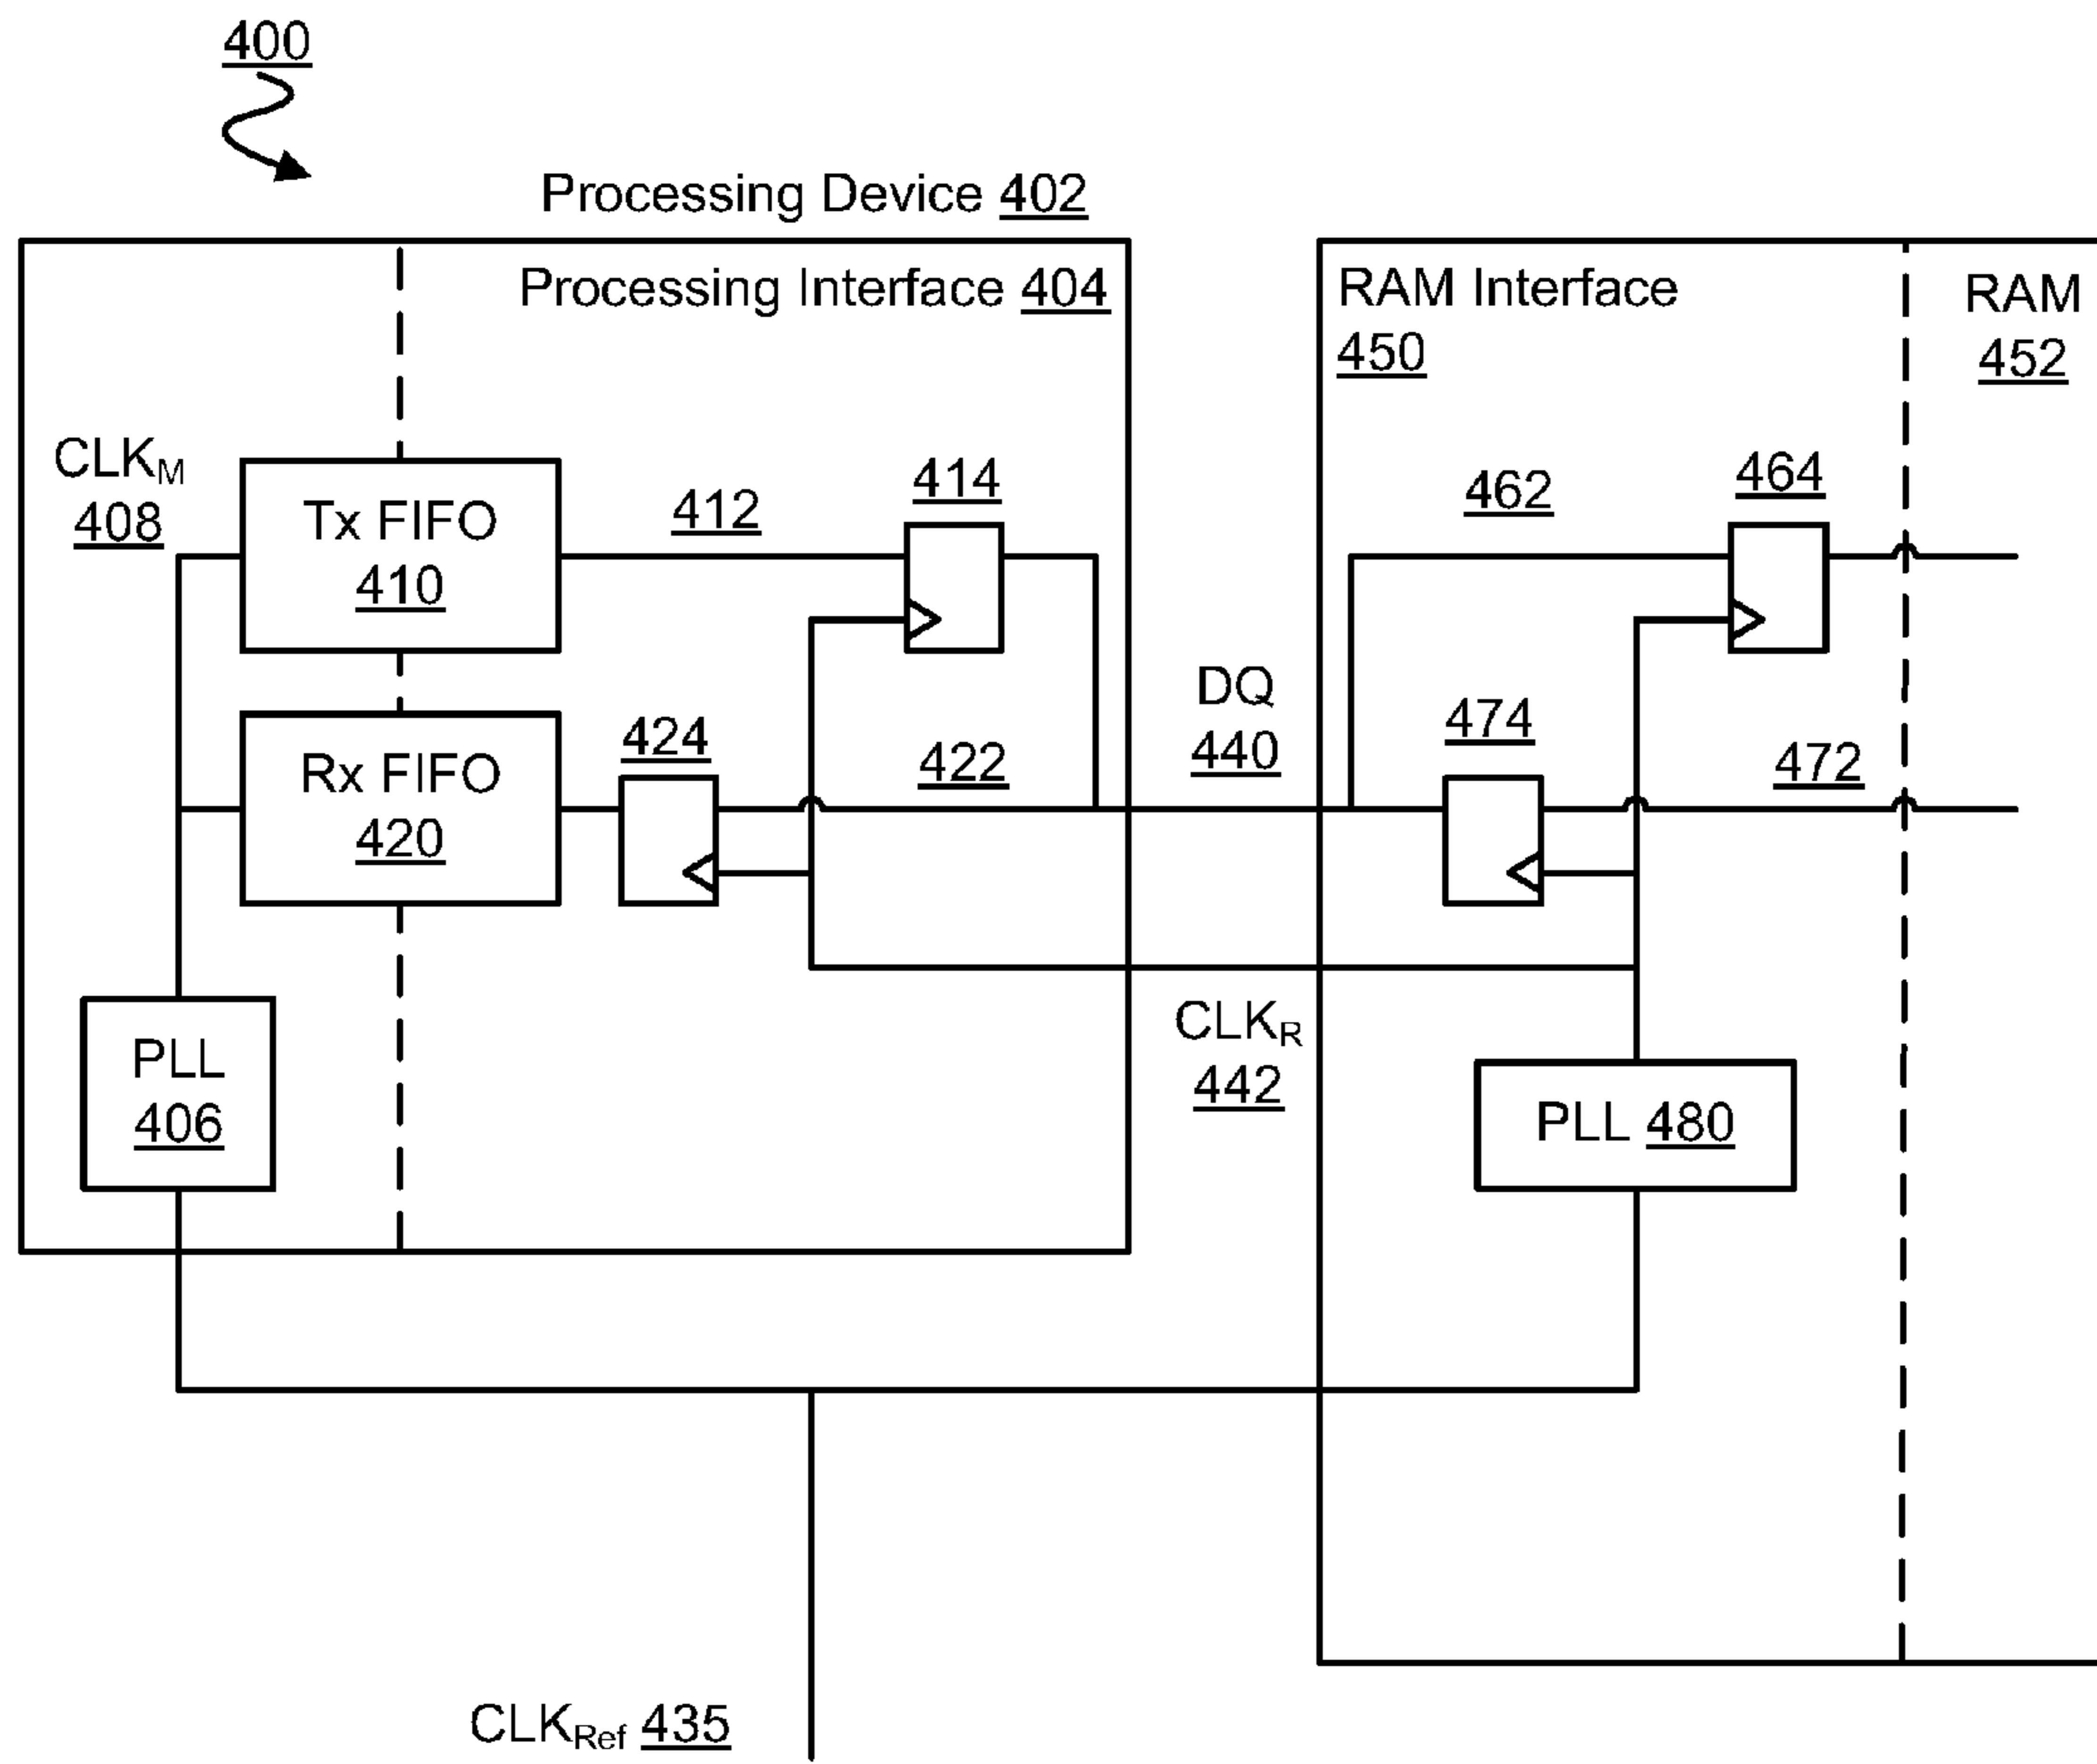 400
Processing Device 402
Processing Interface 404
RAM Interface
450
RAM
452
CLKM
408
Tx FIFO
410
412
414
462
464
DQ
440
Rx FIFO
420
424
422
474
472
PLL
406
CLKR
442
PLL 480
CLKRef 435